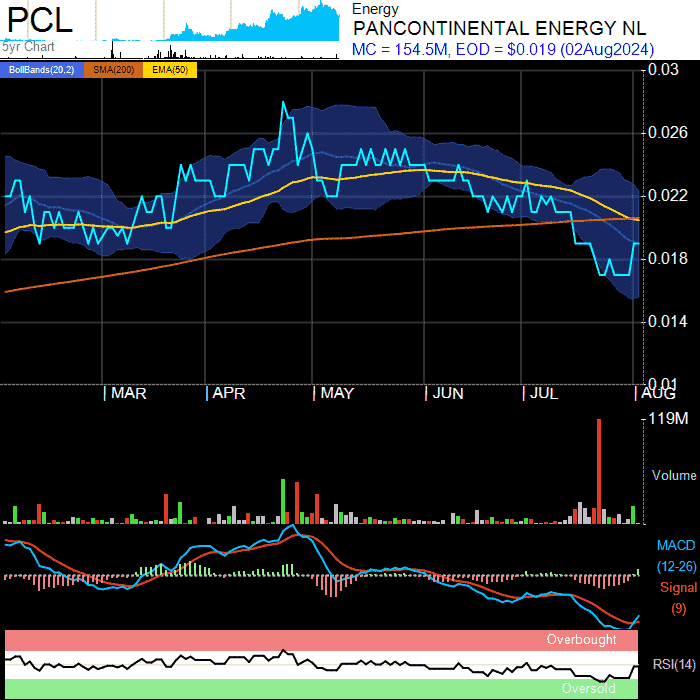 PCL
5yr Chart
Energy
PANCONTINENTAL ENERGY NL
MC = 154.5M, EOD = $0.019 (02Aug2024)
BollBands(20,2) SMA(200) EMA(50)
0.03
0.026
0.022
0.018
0.014
0.01
MAR APR MAY JUN JUL AUG
119M
Volume
MACD
(12-26)
Signal
(9)
Overbought
RSI(14)
Oversold